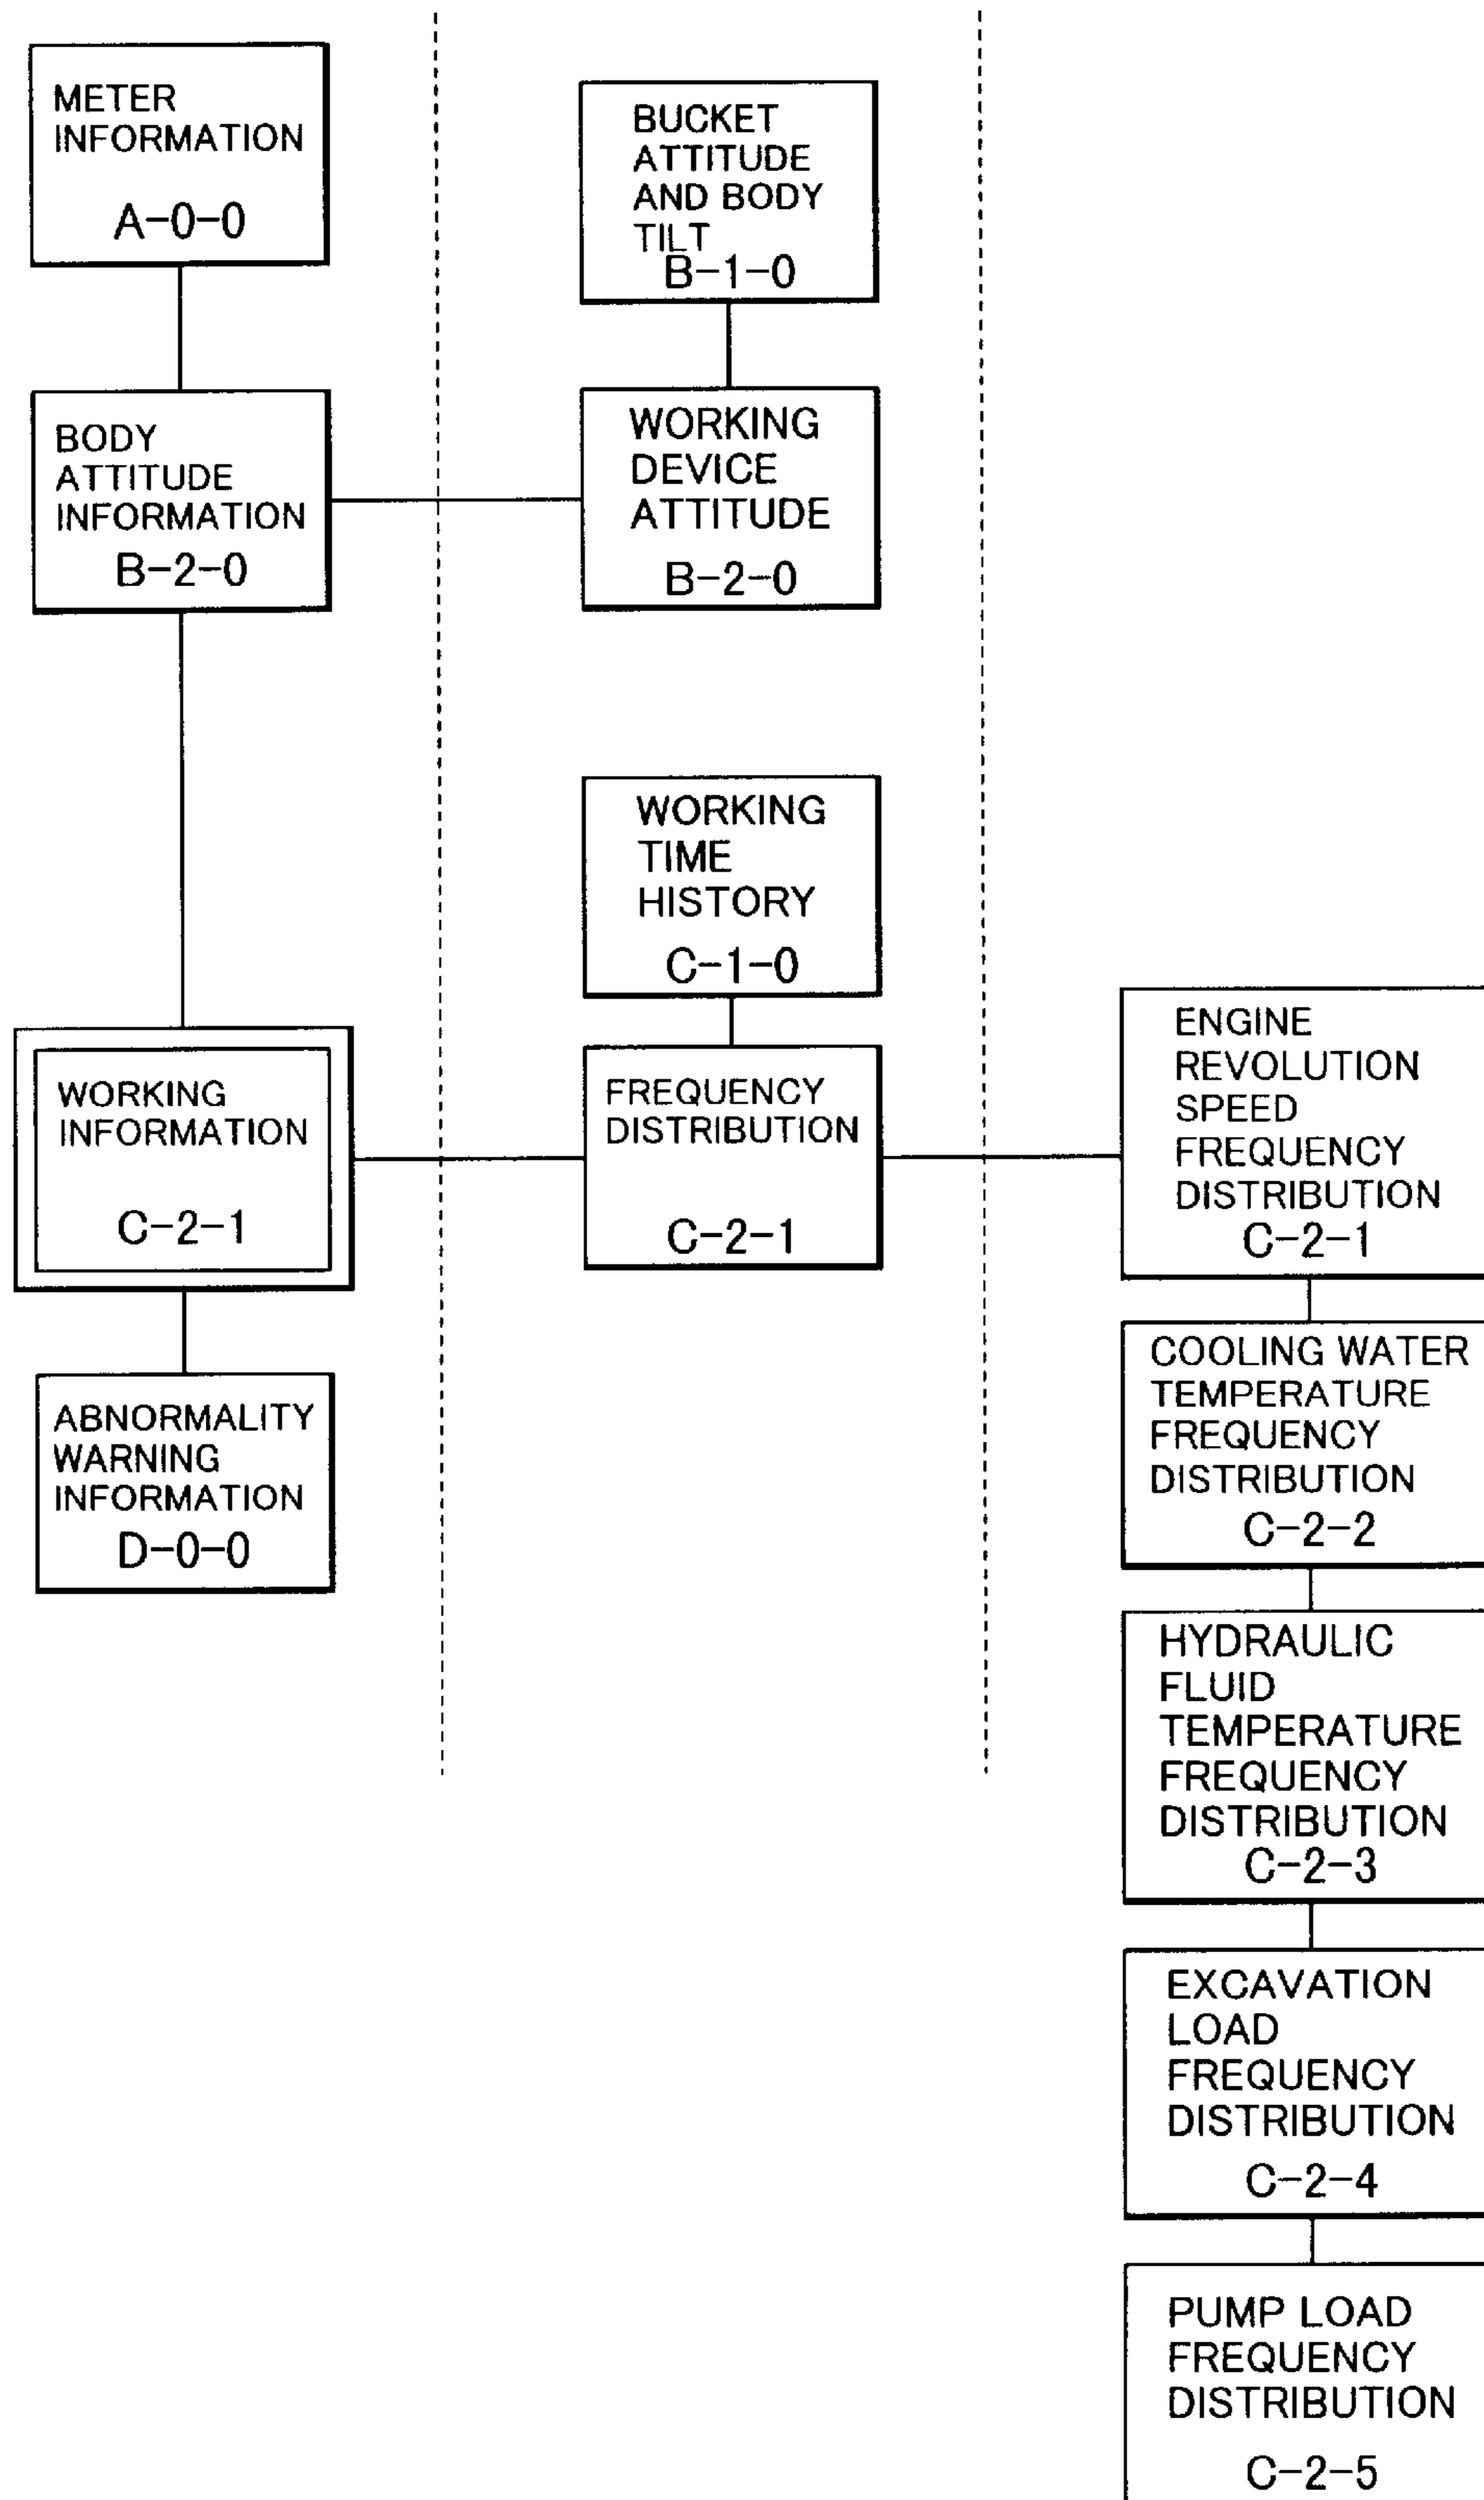 METER
INFORMATION
A-0-0
BODY
ATTITUDE
INFORMATION
B-2-0
WORKING
INFORMATION
C-2-1
ABNORMALITY
WARNING
INFORMATION
D-0-0
BUCKET
ATTITUDE
AND BODY
TILT
B-1-0
WORKING
DEVICE
ATTITUDE
B-2-0
WORKING
TIME
HISTORY
C-1-0
FREQUENCY
DISTRIBUTION
C-2-1
ENGINE
REVOLUTION
SPEED
FREQUENCY
DISTRIBUTION
C-2-1
COOLING WATER
TEMPERATURE
FREQUENCY
DISTRIBUTION
C-2-2
HYDRAULIC
FLUID
TEMPERATURE
FREQUENCY
DISTRIBUTION
C-2-3
EXCAVATION
LOAD
FREQUENCY
DISTRIBUTION
C-2-4
PUMP LOAD
FREQUENCY
DISTRIBUTION
C-2-5